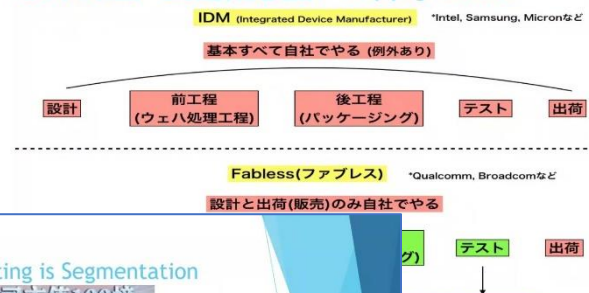 IDM (Integrated Device Manufacturer) *Intel, Samsung, Micronなど
基本すべて自社でやる (例外あり)
設計 前工程 後工程 テスト 出荷
(ウェハ処理工程) (パッケージング)
Fabless(ファブレス) *Qualcomm, Broadcomなど
設計と出荷(販売)のみ自社でやる
ing is Segmentation
グ) テスト 出荷